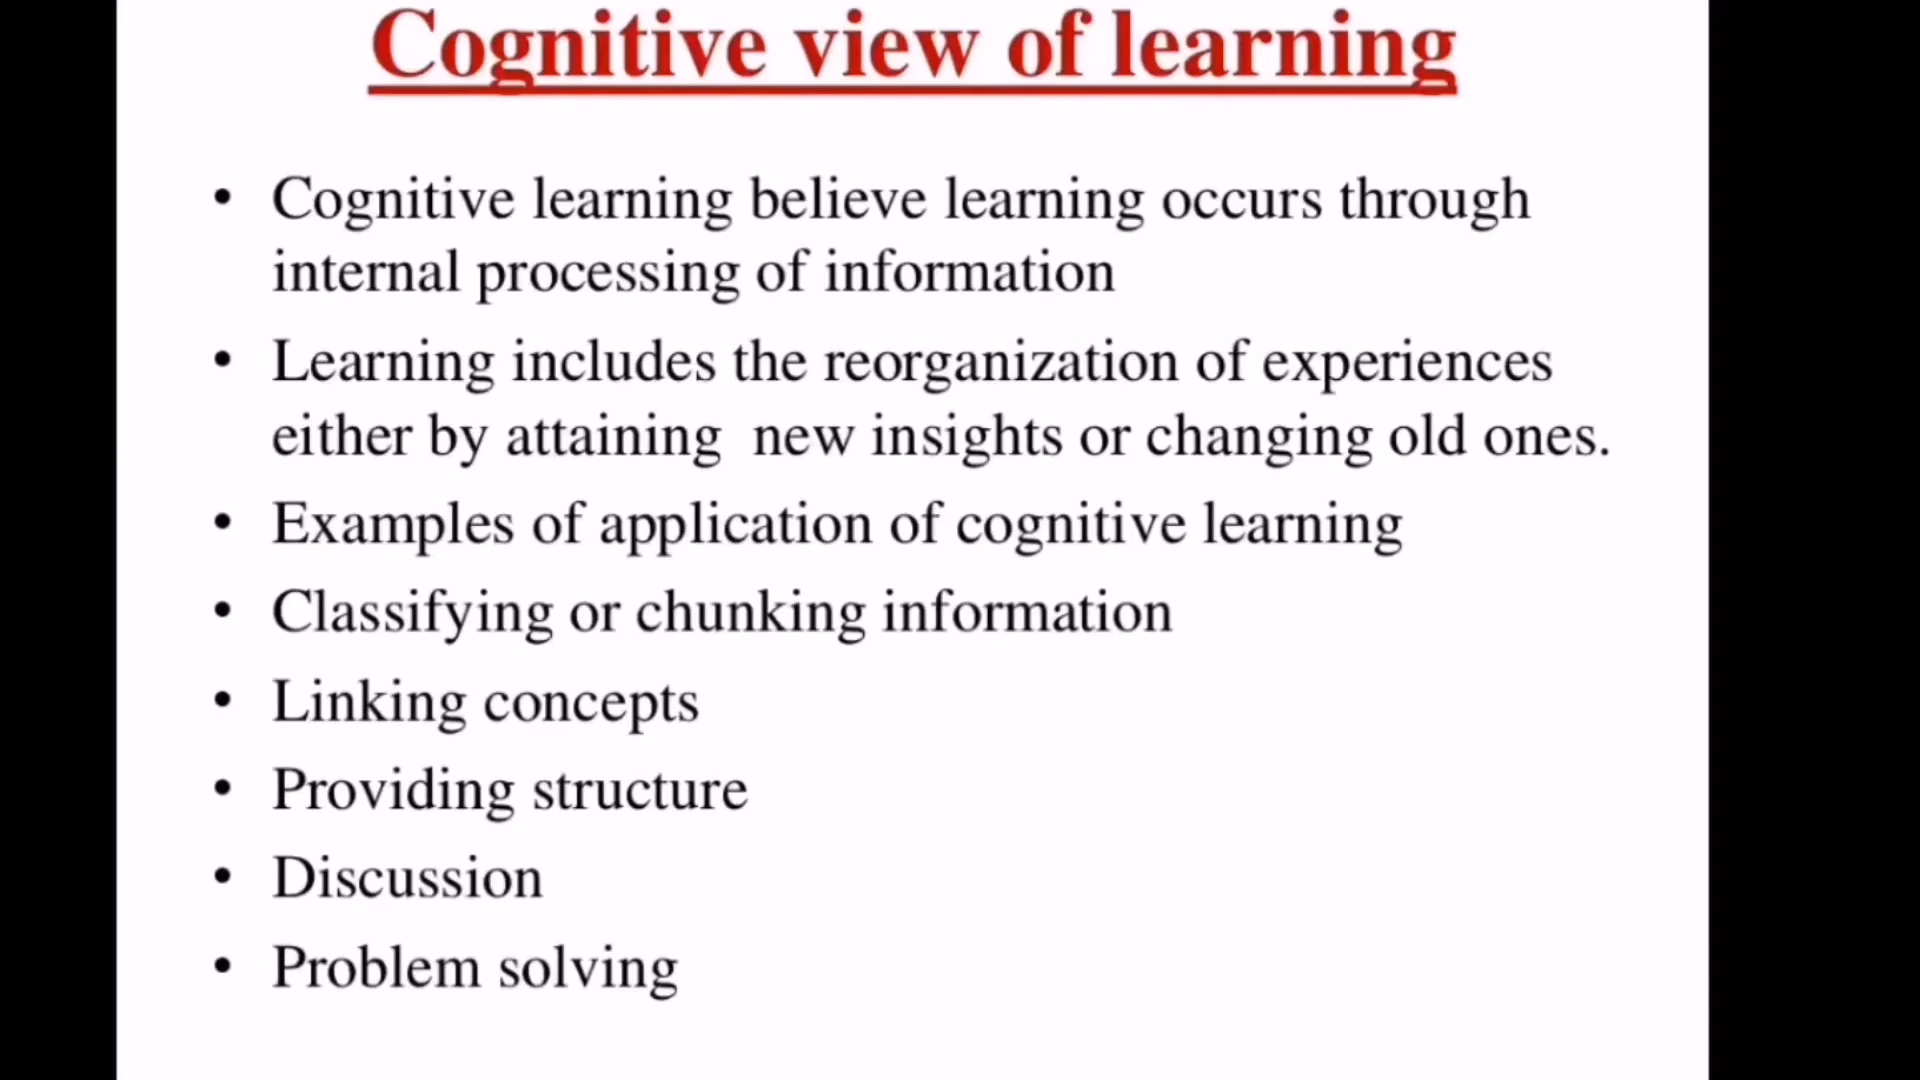 Cognitive view of learning
• Cognitive learning believe learning occurs through
internal processing of information
• Learning includes the reorganization of experiences
either by attaining  new insights or changing old ones.
• Examples of application of cognitive learning
• Classifying or chunking information
• Linking concepts
• Providing structure
• Discussion
• Problem solving